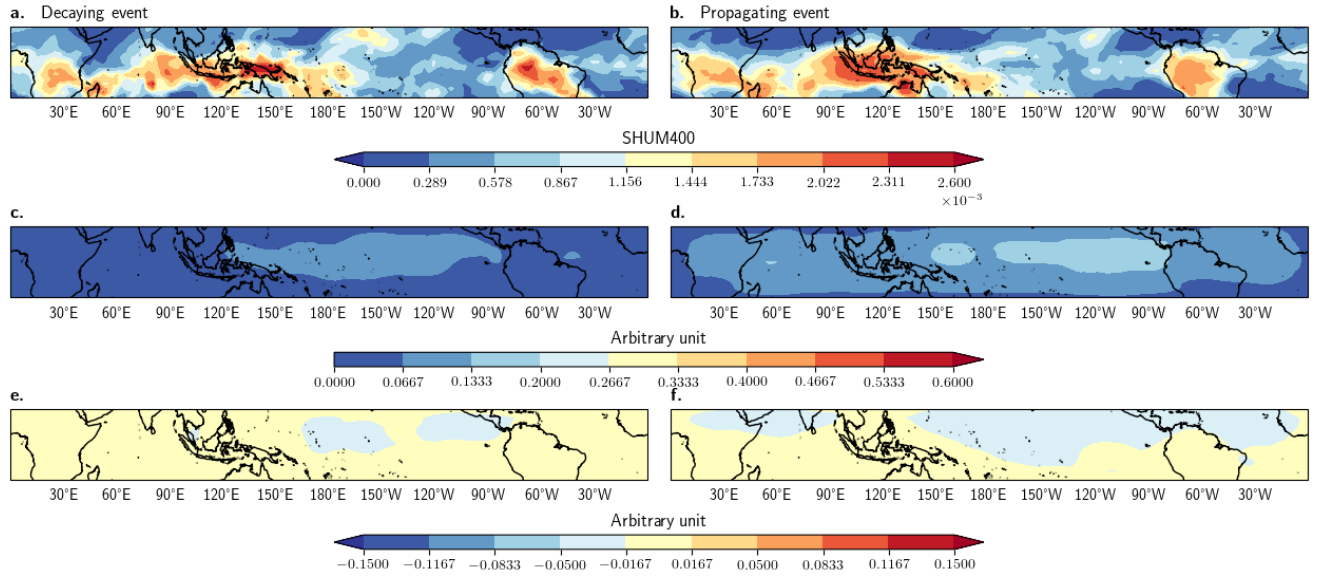 a. Decaying event
b. Propagating event
30°E 60°E 90°E 120°E 150°E 180°E 150°W 120°W 90°W 60°W 30°W
30°E 60°E 90°E 120°E 150°E 180°E 150°W 120°W 90°W 60°W 30°W
SHUM400
0.000 0.289 0.578 0.867 1.156 1.444 1.733 2.022 2.311 2.600
×10⁻³
c.
d.
30°E 60°E 90°E 120°E 150°E 180°E 150°W 120°W 90°W 60°W 30°W
30°E 60°E 90°E 120°E 150°E 180°E 150°W 120°W 90°W 60°W 30°W
Arbitrary unit
0.0000 0.0667 0.1333 0.2000 0.2667 0.3333 0.4000 0.4667 0.5333 0.6000
e.
f.
30°E 60°E 90°E 120°E 150°E 180°E 150°W 120°W 90°W 60°W 30°W
30°E 60°E 90°E 120°E 150°E 180°E 150°W 120°W 90°W 60°W 30°W
Arbitrary unit
−0.1500 −0.1167 −0.0833 −0.0500 −0.0167 0.0167 0.0500 0.0833 0.1167 0.1500